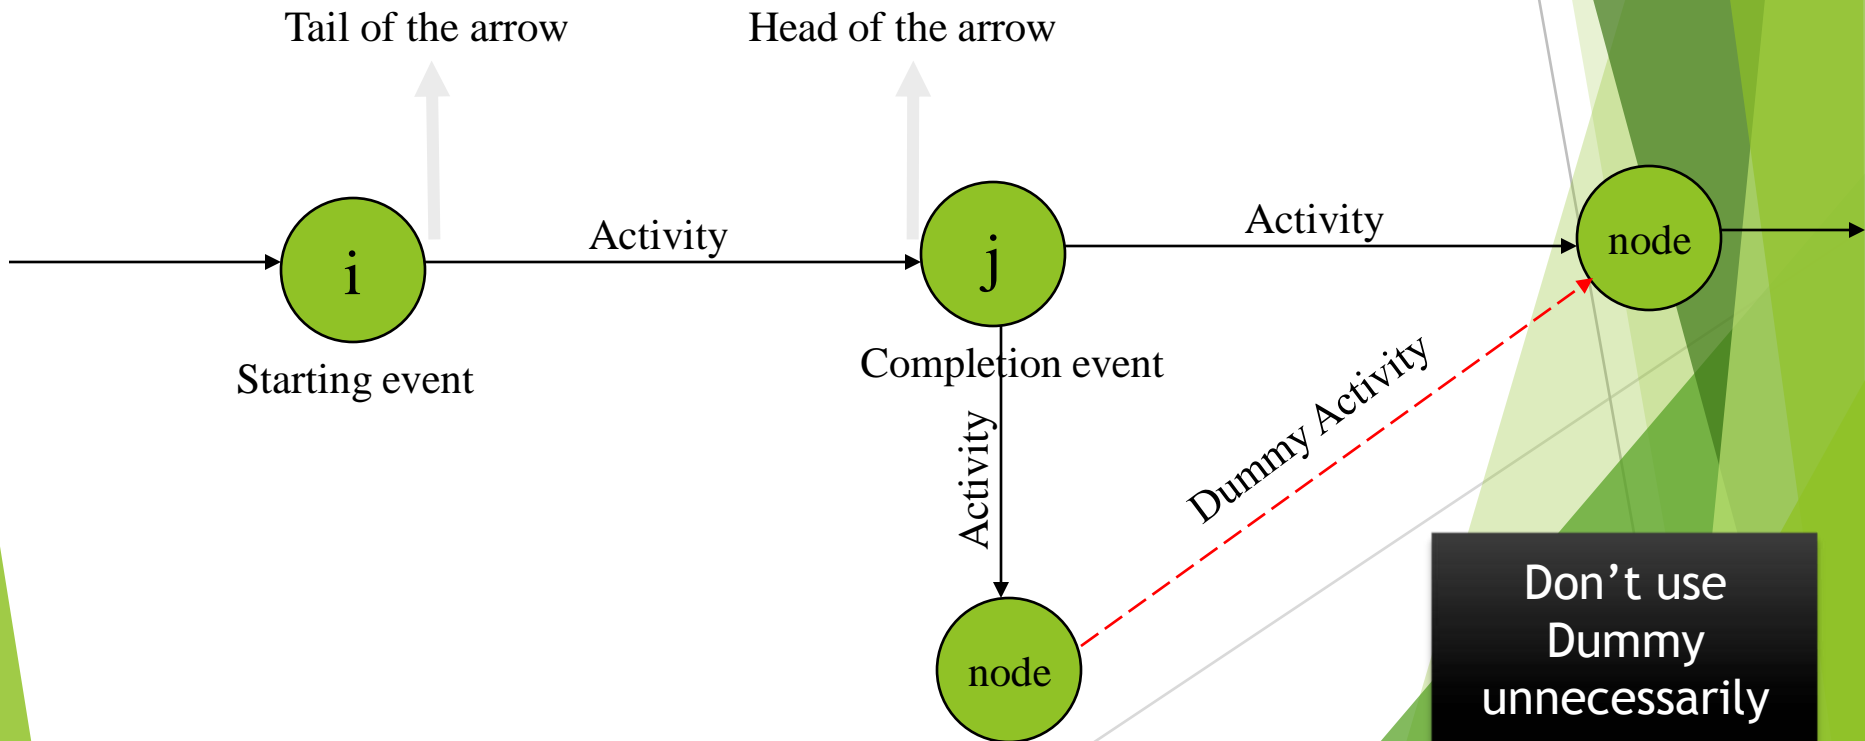 Tail of the arrow
Head of the arrow
Activity
Activity
i
j
node
Starting event
Completion event
Activity
Dummy Activity
node
Don’t use
Dummy
unnecessarily